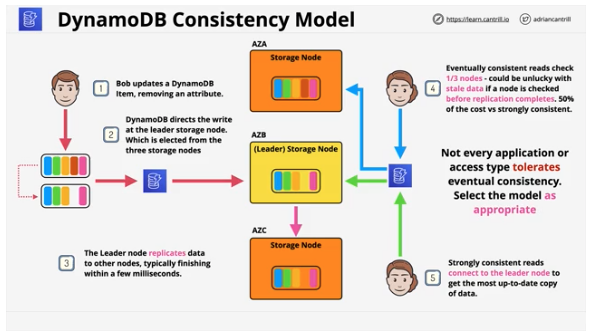 DynamoDB Consistency Model
https://learn.cantrill.io
adriancantrill
1
Bob updates a DynamoDB
Item, removing an attribute.
2
DynamoDB directs the write
at the leader storage node.
Which is elected from the
three storage nodes
3
The Leader node replicates data
to other nodes, typically finishing
within a few milliseconds.
AZA
Storage Node
AZB
(Leader) Storage Node
AZC
Storage Node
4
Eventually consistent reads check
1/3 nodes - could be unlucky with
stale data if a node is checked
before replication completes. 50%
of the cost vs strongly consistent.
Not every application or
access type tolerates
eventual consistency.
Select the model as
appropriate
5
Strongly consistent reads
connect to the leader node to
get the most up-to-date copy
of data.